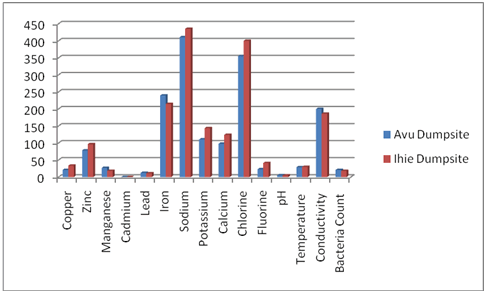 450
400
350
300
250
200
150
100
50
0
Copper
Zinc
Manganese
Cadmium
Lead
Iron
Sodium
Potassium
Calcium
Chlorine
Fluorine
pH
Temperature
Conductivity
Bacteria Count
Avu Dumpsite
Ihie Dumpsite